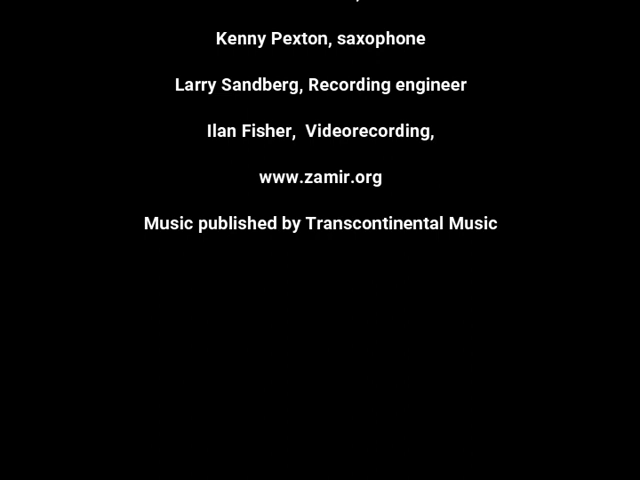 Kenny Pexton, saxophone
Larry Sandberg, Recording engineer
Ilan Fisher,  Videorecording,
www.zamir.org
Music published by Transcontinental Music